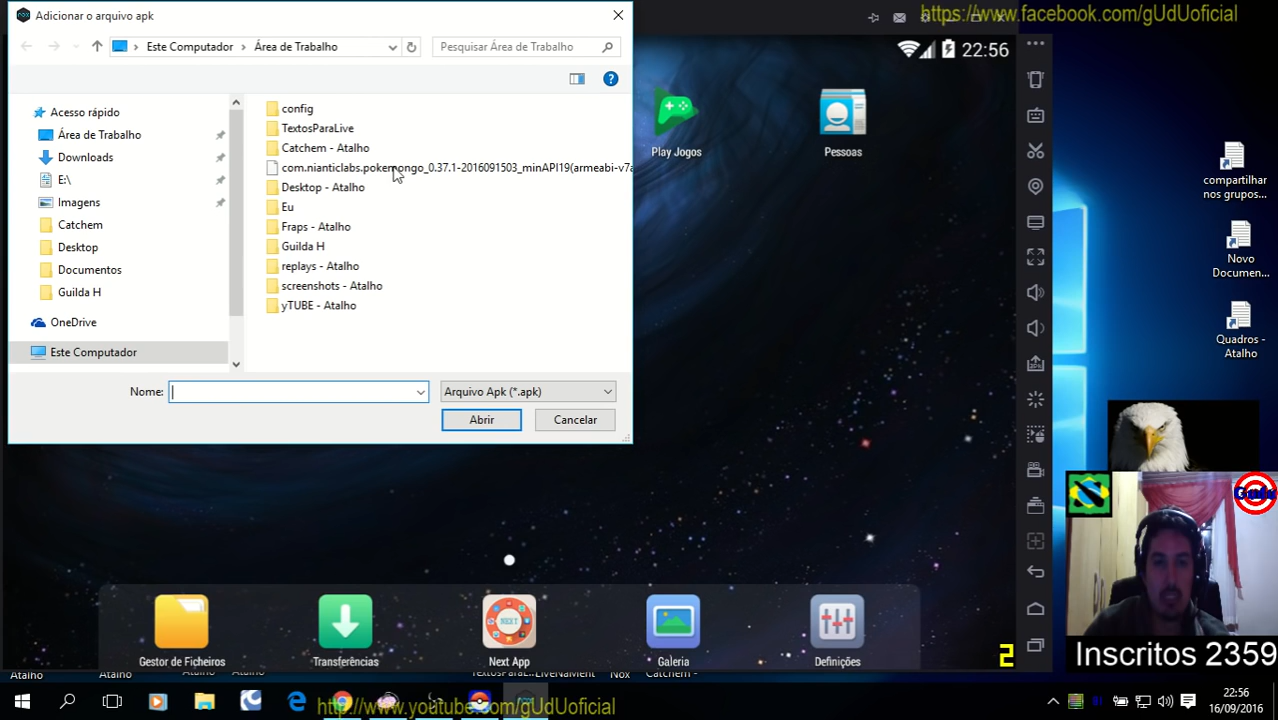 Adicionar o arquivo apk
https://www.facebook.com/gUdUoficial
Este Computador
Área de Trabalho
Pesquisar Área de Trabalho
22:56
Acesso rápido
Área de Trabalho
Downloads
E:\
Imagens
Catchem
Desktop
Documentos
Guilda H
OneDrive
Este Computador
config
TextosParaLive
Catchem - Atalho
com.nianticlabs.pokemongo_0.37.1-2016091503_minAPI19(armeabi-v7a
Desktop - Atalho
Eu
Fraps - Atalho
Guilda H
replays - Atalho
screenshots - Atalho
yTUBE - Atalho
Nome:
Arquivo Apk (*.apk)
Abrir
Cancelar
Play Jogos
Pessoas
compartilhar
nos grupos...
Novo
Documen...
Quadros -
Atalho
Gestor de Ficheiros
Transferências
NEXT
Next App
Galeria
Definições
2
Inscritos 2359
Atalho
Atalho
Atalho
Atalho
Nox
Catchem -
http://www.youtube.com/gUdUoficial
22:56
16/09/2016